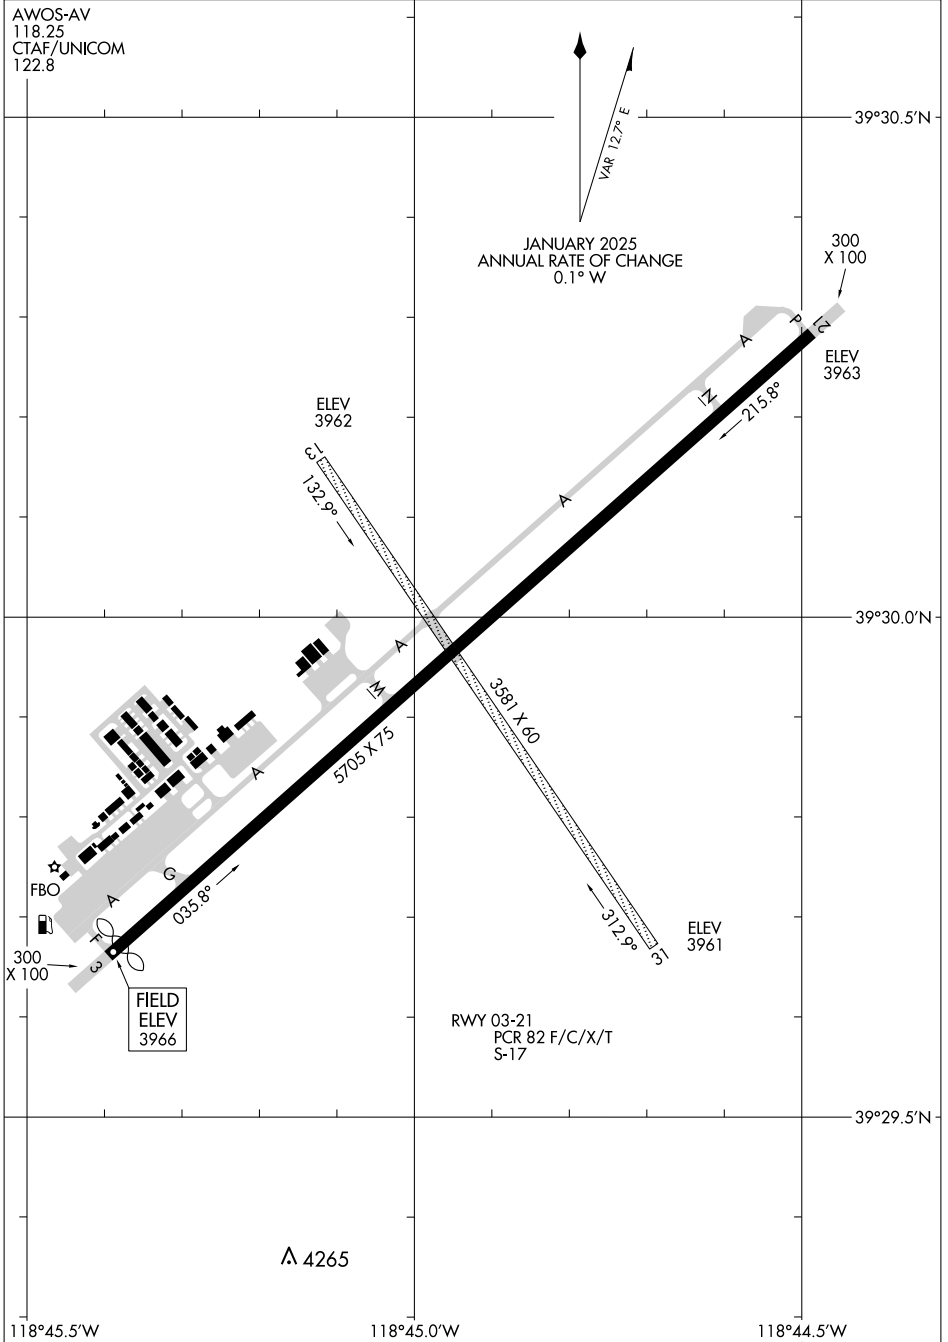 AWOS-AV
118.25
CTAF/UNICOM
122.8
VAR 12.7° E
39°30.5'N
JANUARY 2025
ANNUAL RATE OF CHANGE
0.1° W
300
X 100
P
21
A
ELEV
3963
N
215.8°
ELEV
3962
13
132.9°
A
39°30.0'N
A
M
3581 X 60
5705 X 75
A
G
FBO
A
035.8°
F
3
300
X 100
312.9°
31
ELEV
3961
FIELD
ELEV
3966
RWY 03-21
PCR 82 F/C/X/T
S-17
39°29.5'N
4265
118°45.5'W
118°45.0'W
118°44.5'W